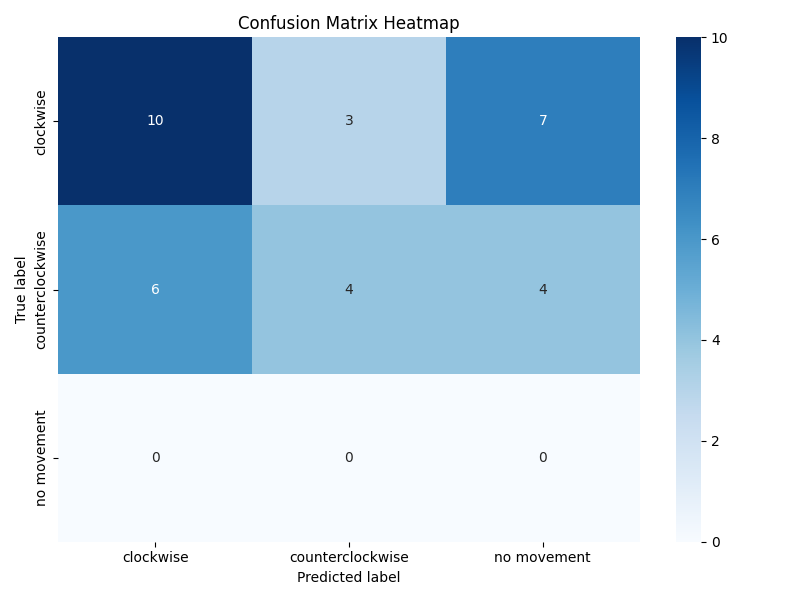 Confusion Matrix Heatmap
clockwise
10
3
7
10
8
6
4
2
0
True label
counterclockwise
6
4
4
no movement
0
0
0
clockwise
counterclockwise
no movement
Predicted label